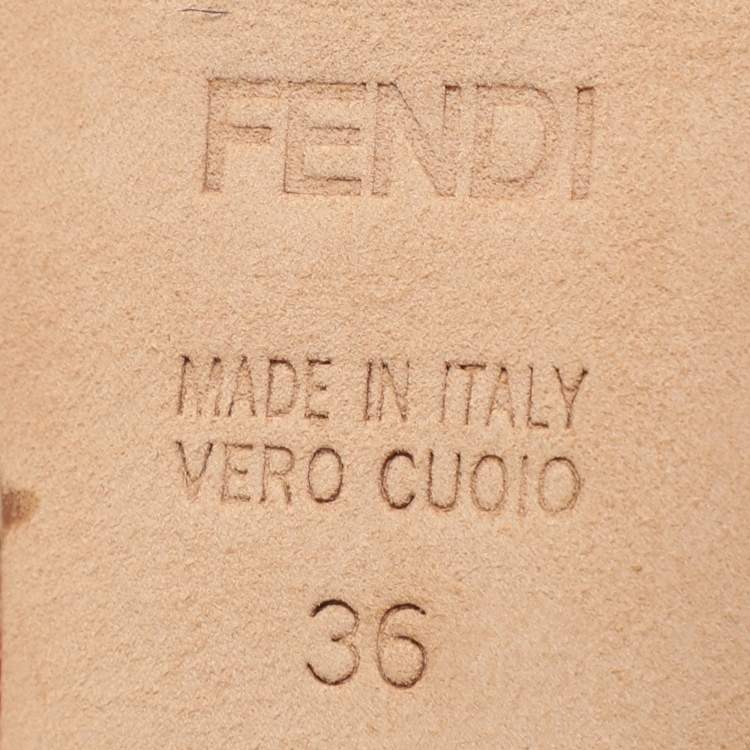 FENDI
MADE IN ITALY
VERO CUOIO
36